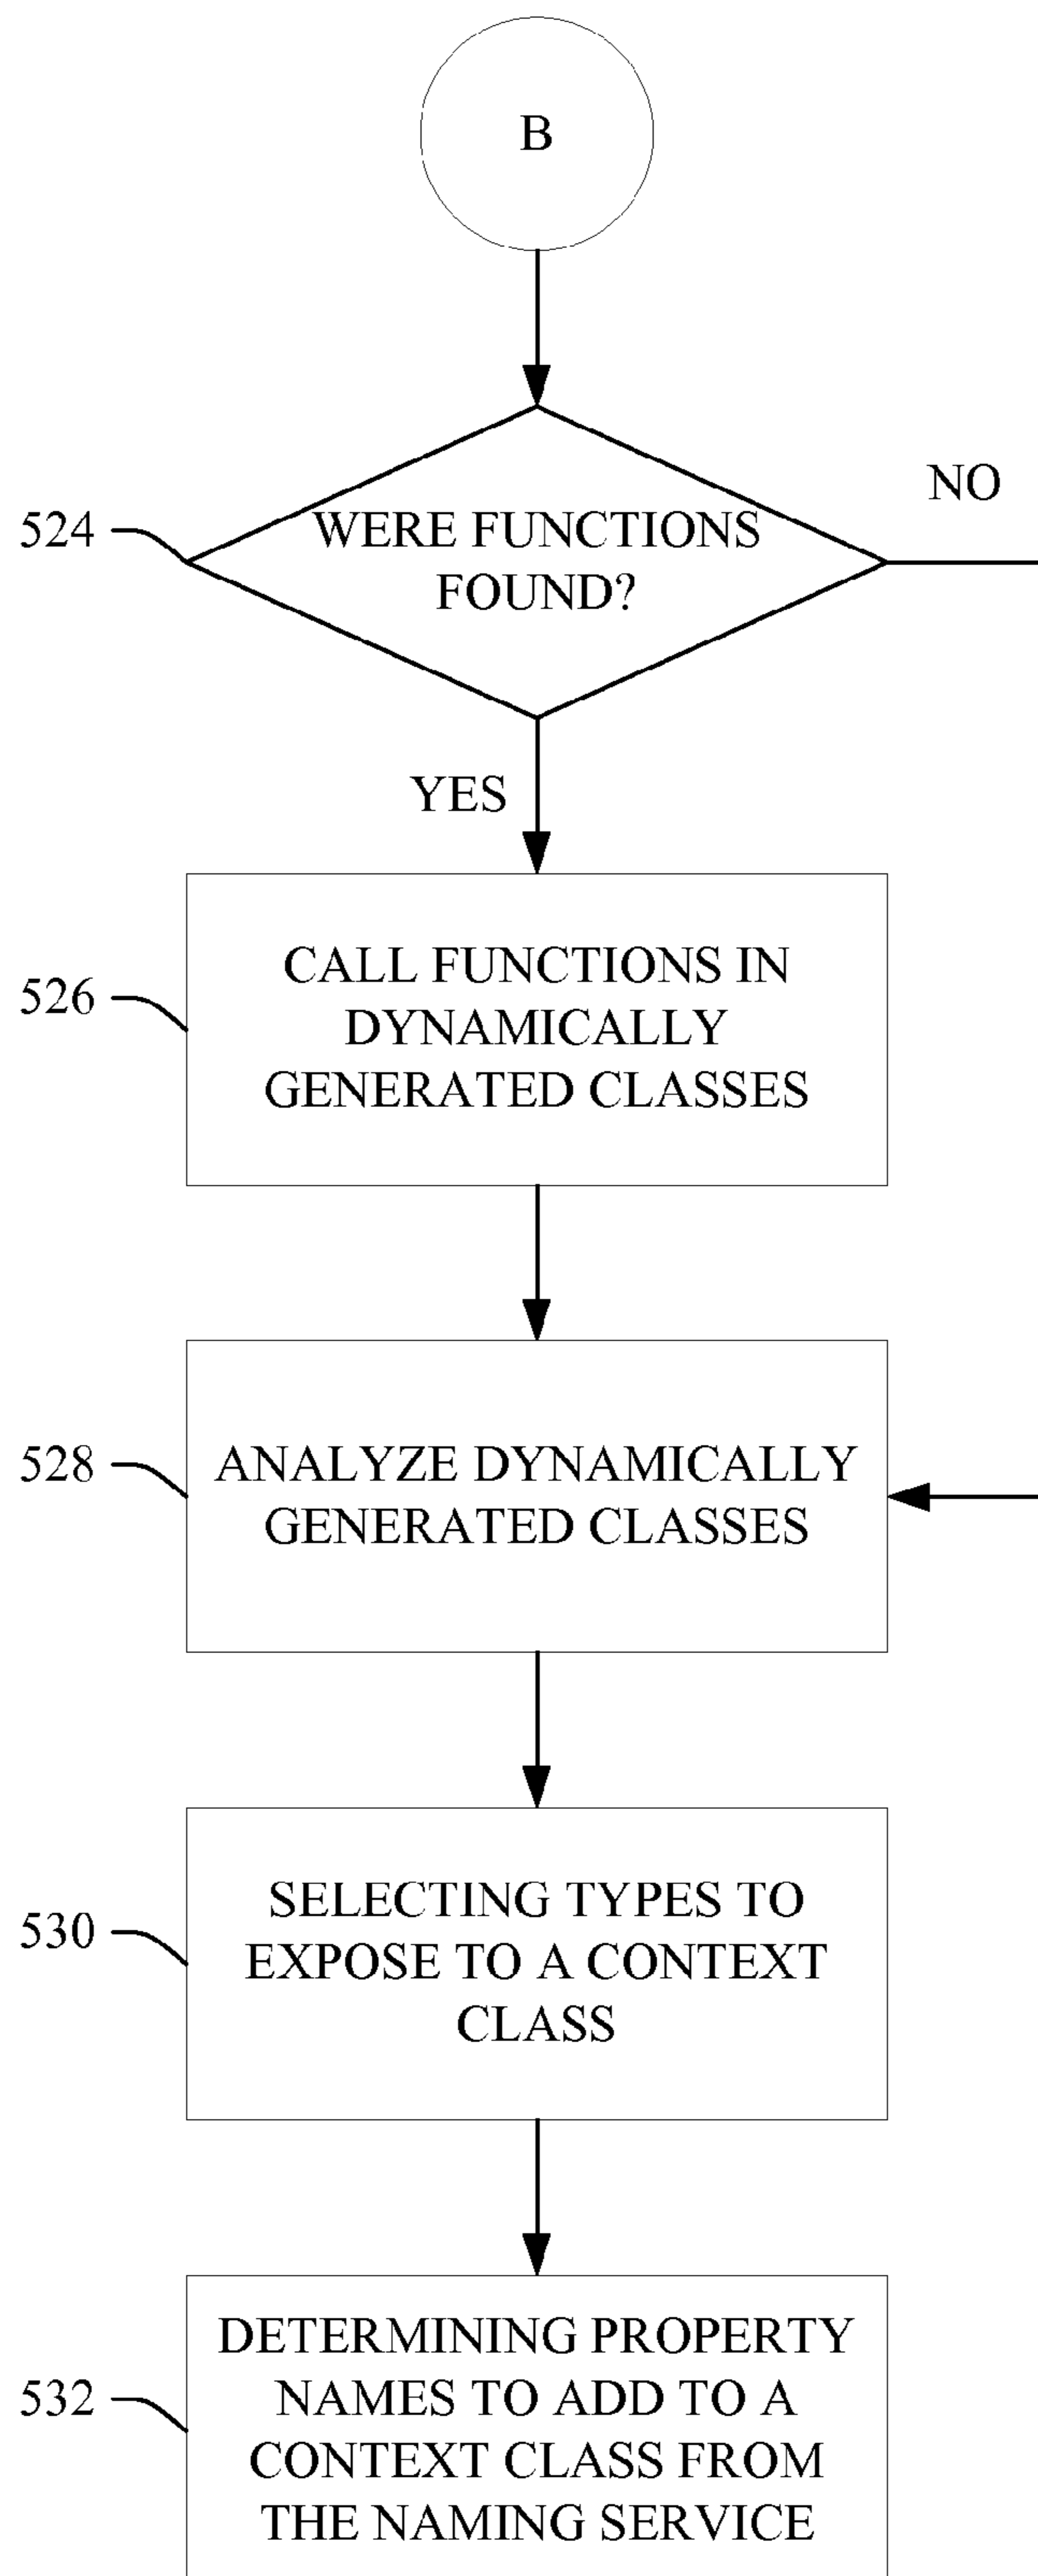 B
NO
524
WERE FUNCTIONS
FOUND?
YES
526
CALL FUNCTIONS IN
DYNAMICALLY
GENERATED CLASSES
528
ANALYZE DYNAMICALLY
GENERATED CLASSES
530
SELECTING TYPES TO
EXPOSE TO A CONTEXT
CLASS
532
DETERMINING PROPERTY
NAMES TO ADD TO A
CONTEXT CLASS FROM
THE NAMING SERVICE